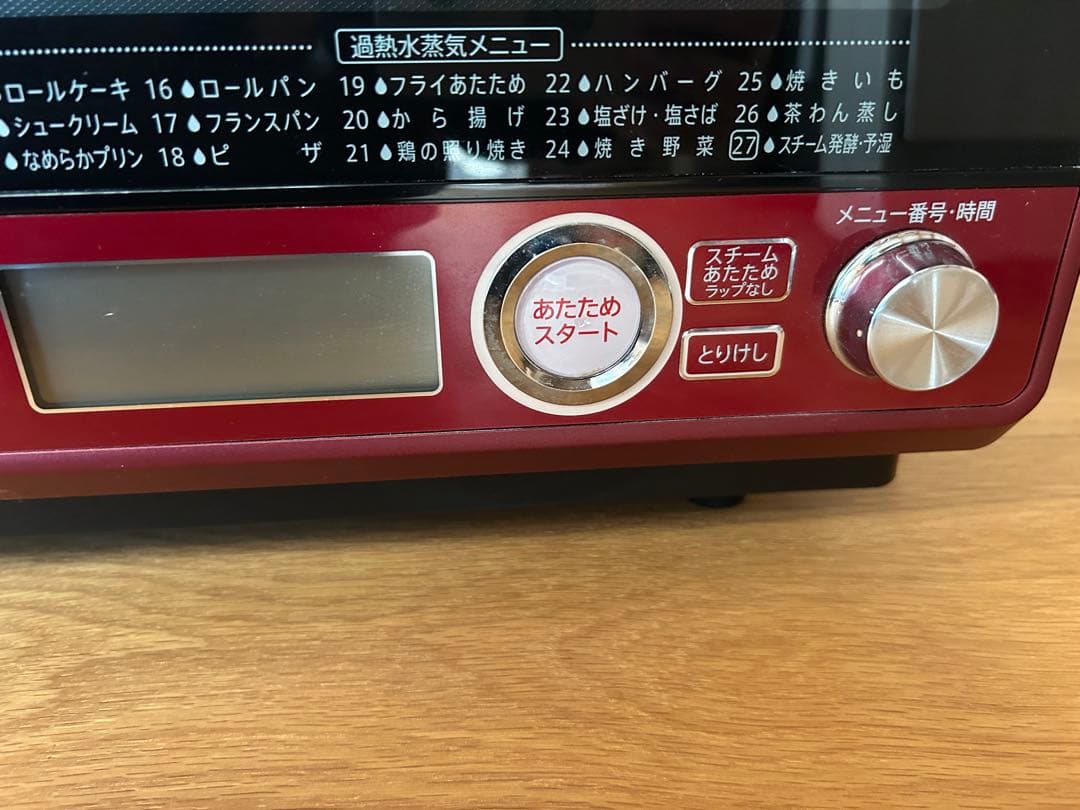 過熱水蒸気メニュー
ロールケーキ 16 ロールパン 19 フライあたため 22 ハンバーグ 25 焼きいも
シュークリーム 17 フランスパン 20 から揚げ 23 塩ざけ・塩さば 26 茶わん蒸し
なめらかプリン 18 ピザ 21 鶏の照り焼き 24 焼き野菜 27 スチーム発酵・予湿
メニュー番号・時間
スチーム
あたため
ラップなし
あたため
スタート
とりけし